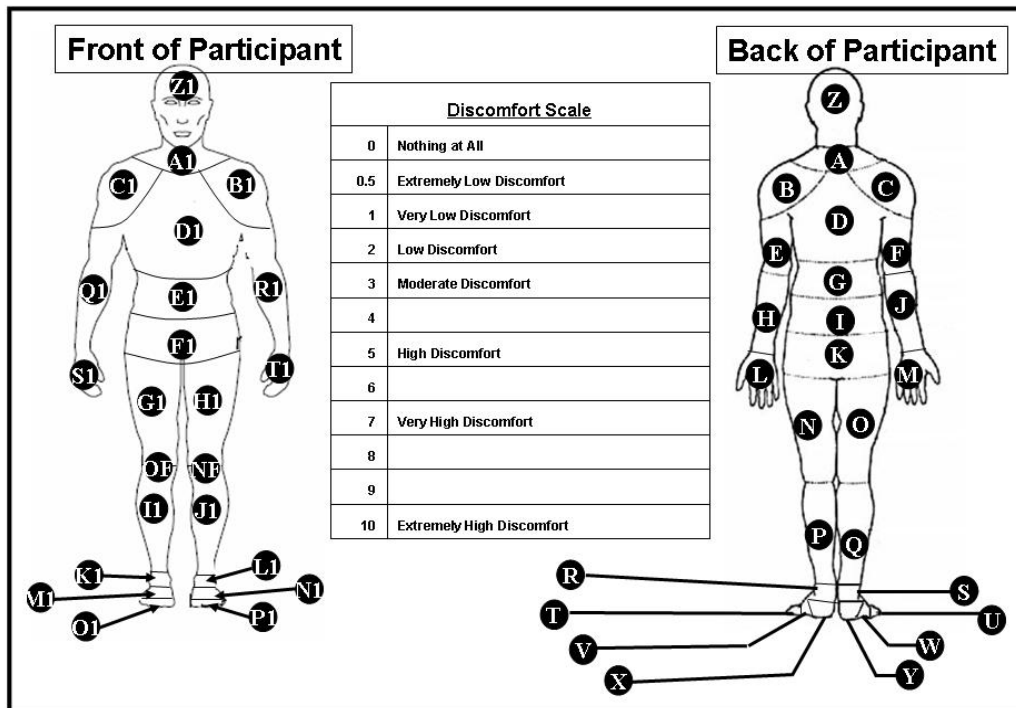 Front of Participant
Back of Participant
Z1
A1
C1
B1
D1
Q1
R1
E1
F1
S1
T1
G1
H1
OF
NF
I1
J1
K1
L1
M1
N1
O1
P1
Discomfort Scale
0 Nothing at All
0.5 Extremely Low Discomfort
1 Very Low Discomfort
2 Low Discomfort
3 Moderate Discomfort
4
5 High Discomfort
6
7 Very High Discomfort
8
9
10 Extremely High Discomfort
Z
A
B
C
D
E
F
G
H
I
J
K
L
M
N
O
P
Q
R
S
T
U
V
W
X
Y